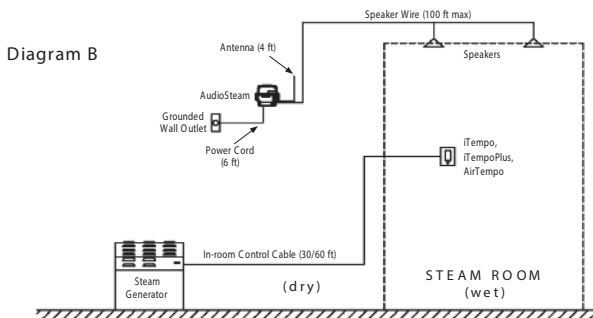 Speaker Wire (100 ft max)
Diagram B
Antenna (4 ft)
Speakers
AudioSteam
Grounded
Wall Outlet
Power Cord
(6 ft)
iTempo,
iTempoPlus,
AirTempo
In-room Control Cable (30/60 ft)
Steam
Generator
(dry)
STEAM ROOM
(wet)